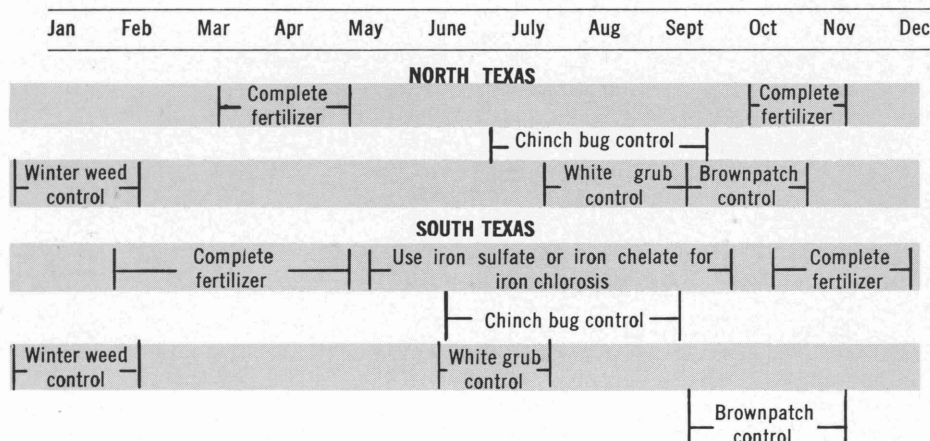 Jan Feb Mar Apr May June July Aug Sept Oct Nov Dec
NORTH TEXAS
Complete fertilizer
Complete fertilizer
Chinch bug control
Winter weed control
White grub control
Brownpatch control
SOUTH TEXAS
Complete fertilizer
Use iron sulfate or iron chelate for
iron chlorosis
Complete fertilizer
Chinch bug control
Winter weed control
White grub control
Brownpatch control